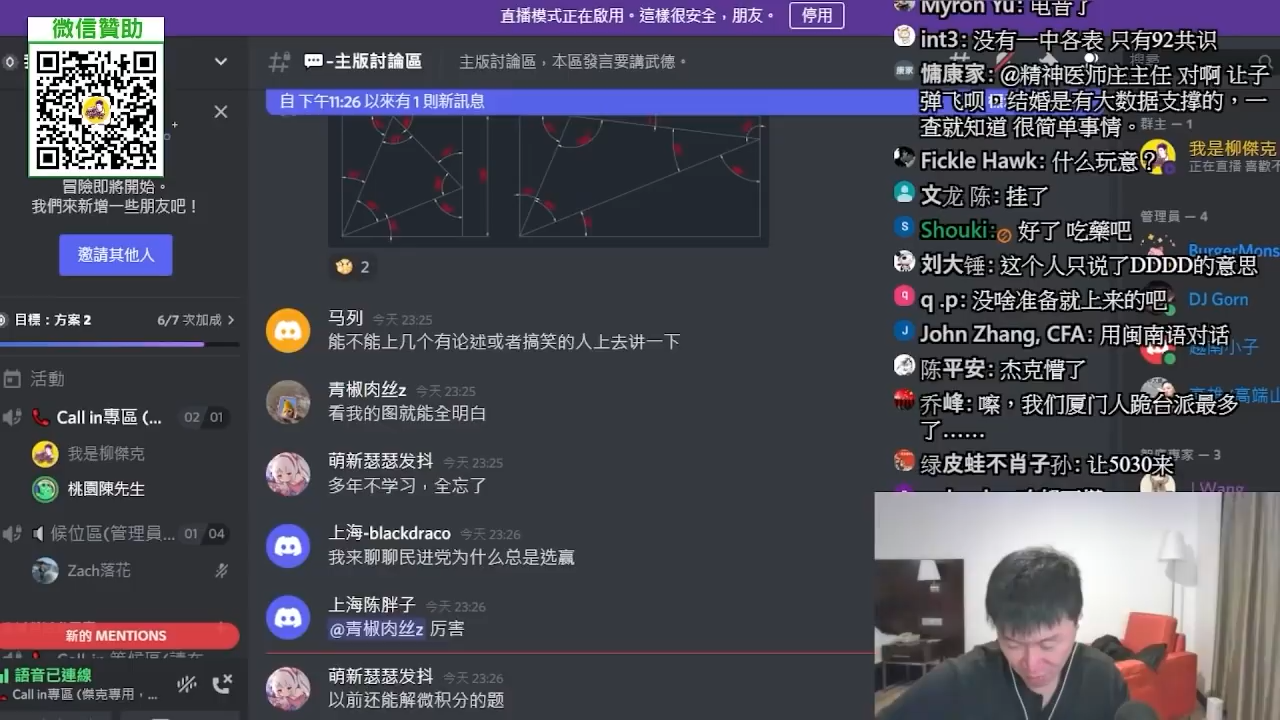 直播模式正在啟用。這樣很安全，朋友。
停用
微信贊助
冒險即將開始。
我們來新增一些朋友吧！
邀請其他人
目標：方案 2
6/7 次加成
活動
Call in專區 (...
02 01
我是柳傑克
桃園陳先生
候位區(管理員...
01 04
Zach落花
新的 MENTIONS
語音已連線
Call in專區 (傑克專用，...
-主版討論區
主版討論區，本區發言要講武德。
自 下午11:26 以來有 1 則新訊息
2
马列 今天 23:25
能不能上几个有论述或者搞笑的人上去讲一下
青椒肉丝z 今天 23:25
看我的图就能全明白
萌新瑟瑟发抖 今天 23:25
多年不学习，全忘了
上海-blackdraco 今天 23:26
我来聊聊民进党为什么总是选赢
上海陈胖子 今天 23:26
@青椒肉丝z 厉害
萌新瑟瑟发抖 今天 23:26
以前还能解微积分的题
Myron Yu: 电音了
int3: 没有一中各表 只有92共识
傭康家: @精神医师庄主任 对啊 让子
弹飞呗，结婚是有大数据支撑的，一
查就知道 很简单事情。
Fickle Hawk: 什么玩意？
文龙 陈: 挂了
Shouki: 好了 吃藥吧
刘大锤: 这个人只说了DDDD的意思
q .p: 没啥准备就上来的吧
John Zhang, CFA: 用闽南语对话
陈平安: 杰克懵了
乔峰: 嚓，我们厦门人跪台派最多
了......
绿皮蛙不肖子孙: 让5030来
群主 — 1
我是柳傑克
管理員 — 4
BurgerMons
DJ Gorn
越南小子